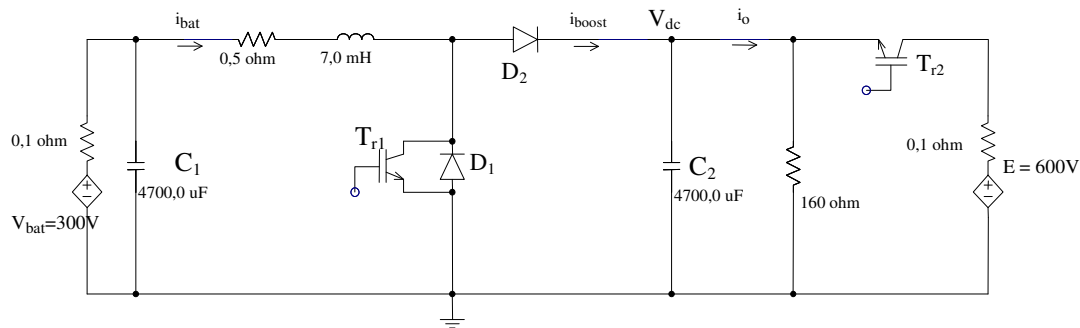 i_bat
0,5 ohm
7,0 mH
D_2
i_boost
V_dc
i_o
T_r2
0,1 ohm
V_bat=300V
C_1
4700,0 uF
T_r1
D_1
C_2
4700,0 uF
160 ohm
0,1 ohm
E = 600V